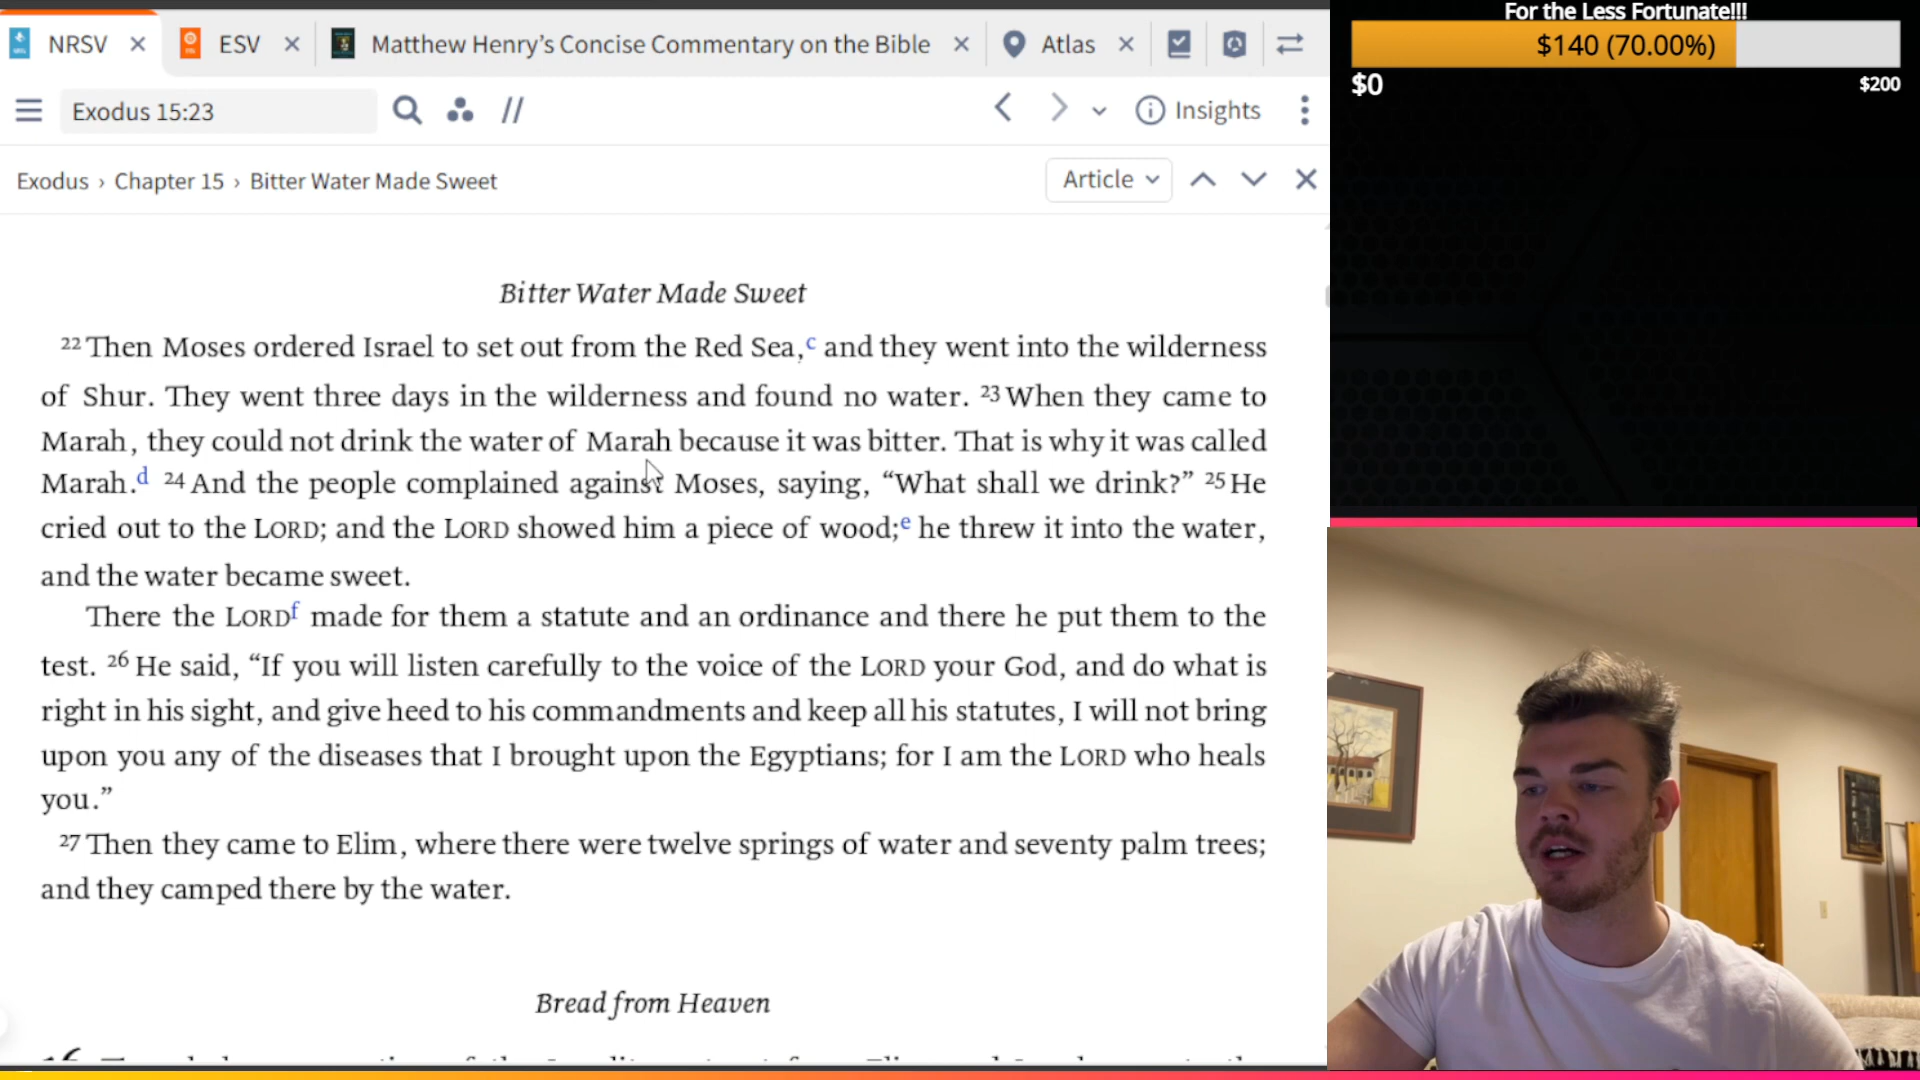 NRSV
ESV
Matthew Henry’s Concise Commentary on the Bible
Atlas
Exodus 15:23
Insights
Exodus › Chapter 15 › Bitter Water Made Sweet
Article
Bitter Water Made Sweet
22 Then Moses ordered Israel to set out from the Red Sea,c and they went into the wilderness
of Shur. They went three days in the wilderness and found no water. 23 When they came to
Marah, they could not drink the water of Marah because it was bitter. That is why it was called
Marah.d 24 And the people complained against Moses, saying, “What shall we drink?” 25 He
cried out to the LORD; and the LORD showed him a piece of wood;e he threw it into the water,
and the water became sweet.
There the LORDf made for them a statute and an ordinance and there he put them to the
test. 26 He said, “If you will listen carefully to the voice of the LORD your God, and do what is
right in his sight, and give heed to his commandments and keep all his statutes, I will not bring
upon you any of the diseases that I brought upon the Egyptians; for I am the LORD who heals
you.”
27 Then they came to Elim, where there were twelve springs of water and seventy palm trees;
and they camped there by the water.
Bread from Heaven
For the Less Fortunate!!!
$140 (70.00%)
$0
$200